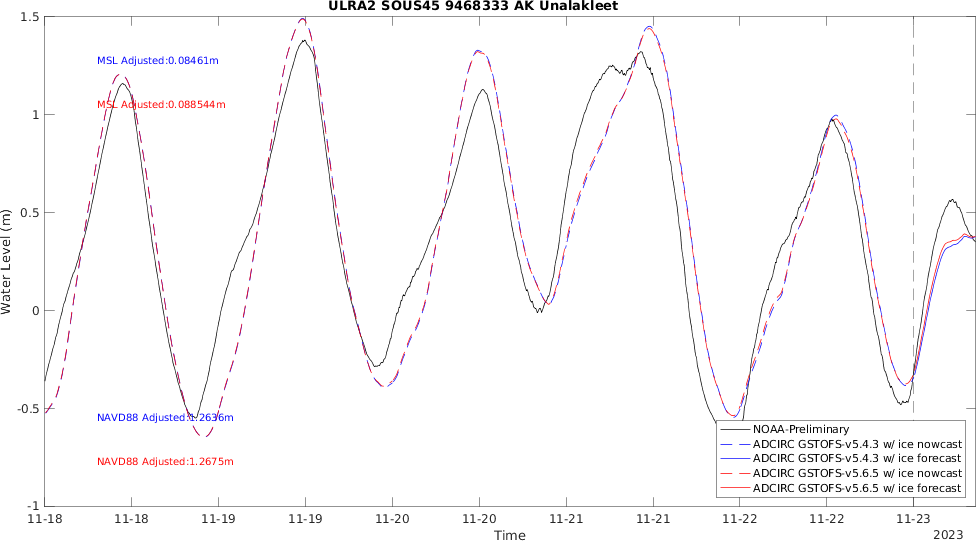 ULRA2 SOUS45 9468333 AK Unalakleet
1.5
1
0.5
0
-0.5
-1
Water Level (m)
MSL Adjusted:0.08461m
MSL Adjusted:0.088544m
NAVD88 Adjusted:1.2636m
NAVD88 Adjusted:1.2675m
NOAA-Preliminary
ADCIRC GSTOFS-v5.4.3 w/ ice nowcast
ADCIRC GSTOFS-v5.4.3 w/ ice forecast
ADCIRC GSTOFS-v5.6.5 w/ ice nowcast
ADCIRC GSTOFS-v5.6.5 w/ ice forecast
11-18 11-18 11-19 11-19 11-20 11-20 11-21 11-21 11-22 11-22 11-23
Time
2023